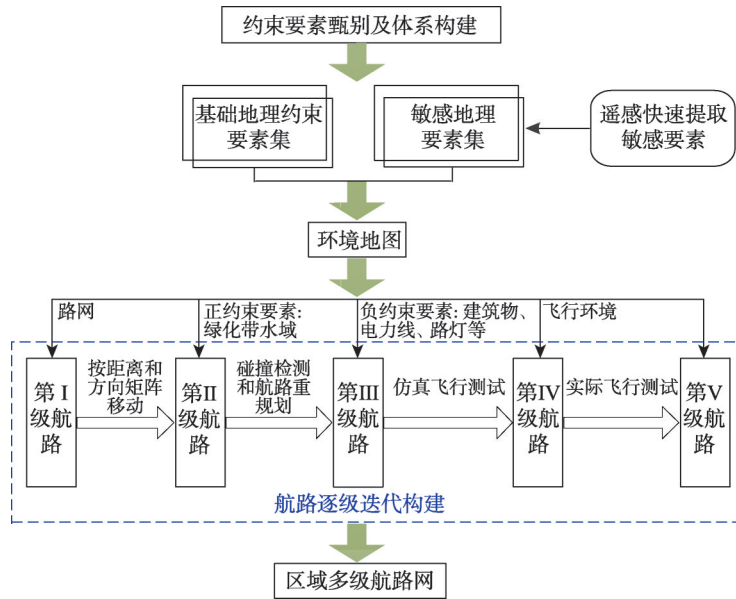 约束要素甄别及体系构建
基础地理约束
要素集
敏感地理
要素集
遥感快速提取
敏感要素
环境地图
路网
正约束要素:
绿化带水域
负约束要素: 建筑物、
电力线、路灯等
飞行环境
第Ⅰ
级航
路
按距离和
方向矩阵
移动
第Ⅱ
级航
路
碰撞检测
和航路重
规划
第Ⅲ
级航
路
仿真飞行测试
第Ⅳ
级航
路
实际飞行测试
第Ⅴ
级航
路
航路逐级迭代构建
区域多级航路网